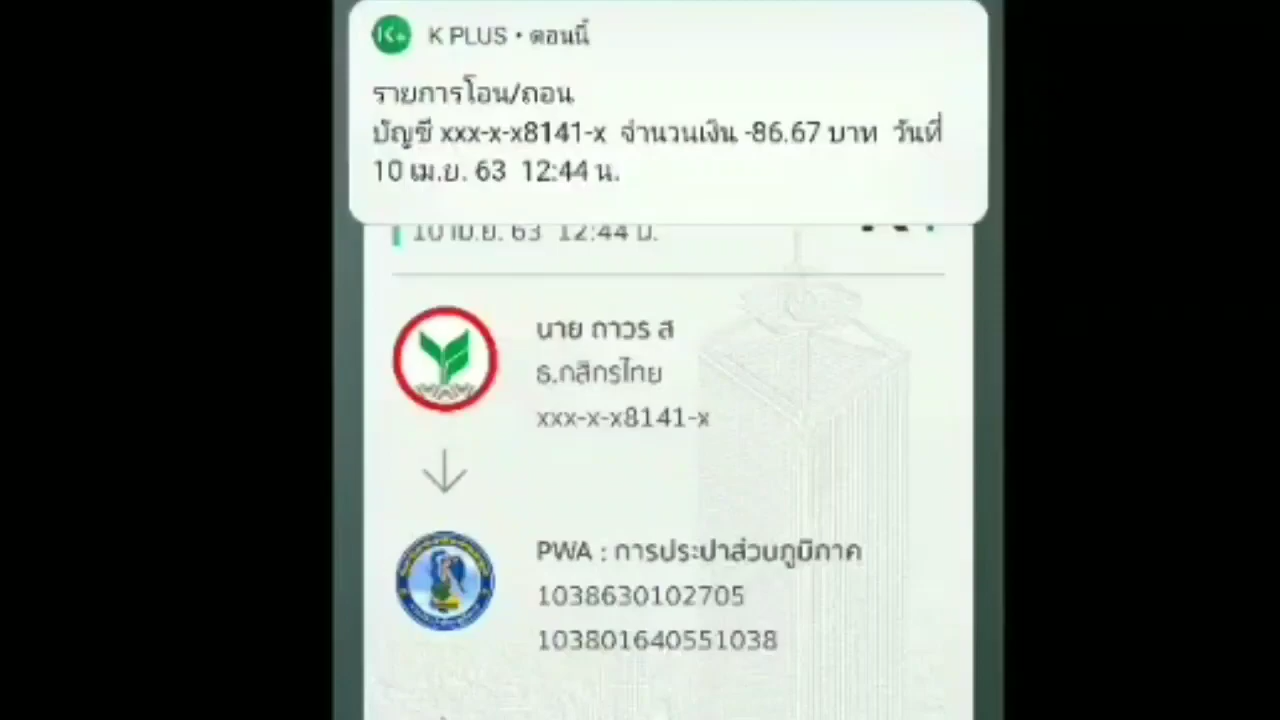 K PLUS • ตอนนี้
รายการโอน/ถอน
บัญชี xxx-x-x8141-x จำนวนเงิน -86.67 บาท วันที่
10 เม.ย. 63 12:44 น.
10 เม.ย. 63 12:44 น.
นาย ถาวร ส
ธ.กสิกรไทย
xxx-x-x8141-x
PWA : การประปาส่วนภูมิภาค
1038630102705
103801640551038